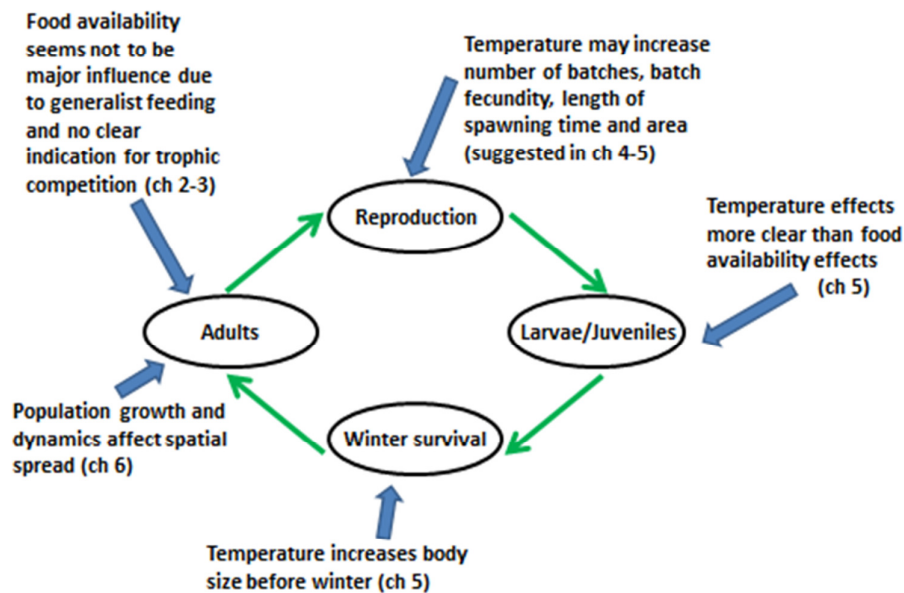 Food availability
seems not to be
major influence due
to generalist feeding
and no clear
indication for trophic
competition (ch 2-3)
Temperature may increase
number of batches, batch
fecundity, length of
spawning time and area
(suggested in ch 4-5)
Reproduction
Temperature effects
more clear than food
availability effects
(ch 5)
Adults
Larvae/Juveniles
Population growth and
dynamics affect spatial
spread (ch 6)
Winter survival
Temperature increases body
size before winter (ch 5)